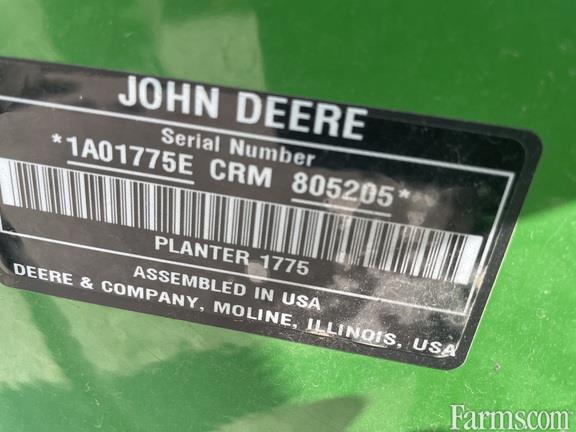 JOHN DEERE
Serial Number
*1A01775E CRM 805205*
PLANTER 1775
ASSEMBLED IN USA
DEERE & COMPANY, MOLINE, ILLINOIS, USA
Farms.com